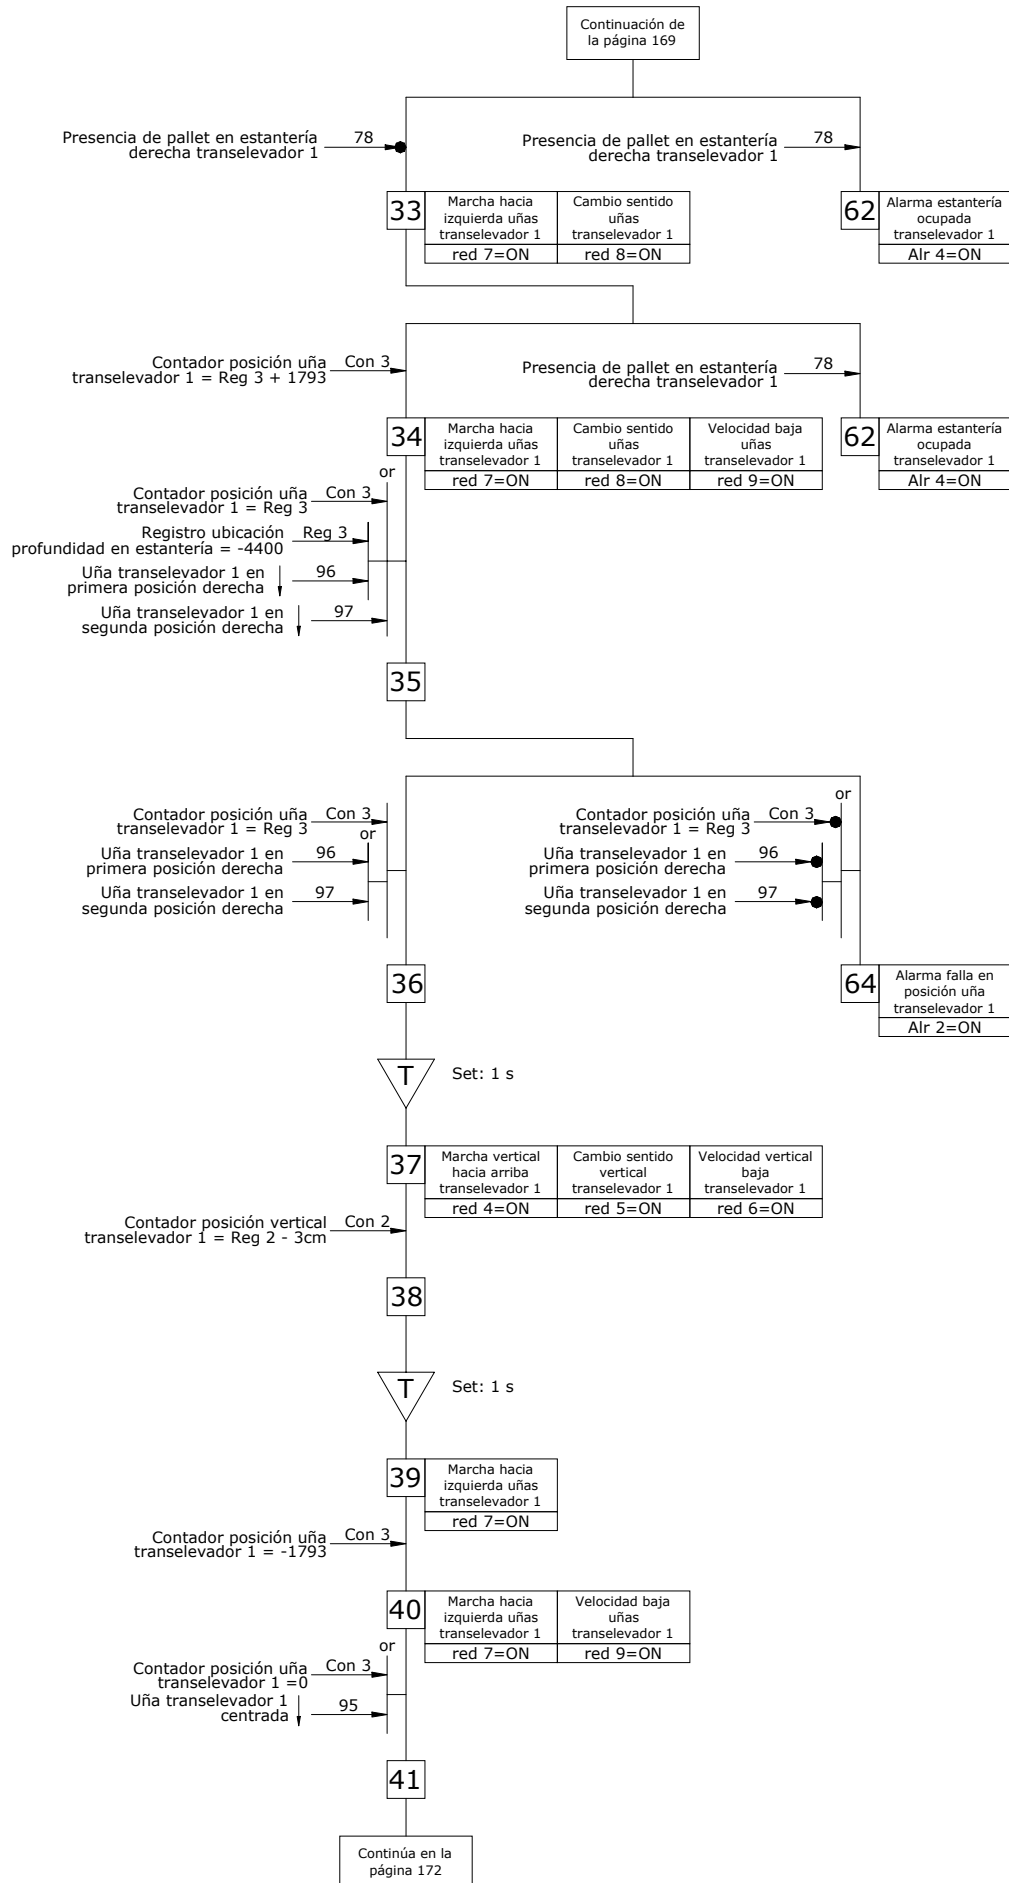 Continuación de
la página 169
Presencia de pallet en estantería
derecha transelevador 1
78
Presencia de pallet en estantería
derecha transelevador 1
78
33
Marcha hacia
izquierda uñas
transelevador 1
red 7=ON
Cambio sentido
uñas
transelevador 1
red 8=ON
62
Alarma estantería
ocupada
transelevador 1
Alr 4=ON
Contador posición uña
transelevador 1 = Reg 3 + 1793
Con 3
Presencia de pallet en estantería
derecha transelevador 1
78
34
Marcha hacia
izquierda uñas
transelevador 1
red 7=ON
Cambio sentido
uñas
transelevador 1
red 8=ON
Velocidad baja
uñas
transelevador 1
red 9=ON
62
Alarma estantería
ocupada
transelevador 1
Alr 4=ON
or
Contador posición uña
transelevador 1 = Reg 3
Con 3
Registro ubicación
profundidad en estantería = -4400
Reg 3
Uña transelevador 1 en
primera posición derecha
96
Uña transelevador 1 en
segunda posición derecha
97
35
Contador posición uña
transelevador 1 = Reg 3
Con 3
or
Uña transelevador 1 en
primera posición derecha
96
Uña transelevador 1 en
segunda posición derecha
97
or
Contador posición uña
transelevador 1 = Reg 3
Con 3
Uña transelevador 1 en
primera posición derecha
96
Uña transelevador 1 en
segunda posición derecha
97
36
64
Alarma falla en
posición uña
transelevador 1
Alr 2=ON
T
Set: 1 s
37
Marcha vertical
hacia arriba
transelevador 1
red 4=ON
Cambio sentido
vertical
transelevador 1
red 5=ON
Velocidad vertical
baja
transelevador 1
red 6=ON
Contador posición vertical
transelevador 1 = Reg 2 - 3cm
Con 2
38
T
Set: 1 s
39
Marcha hacia
izquierda uñas
transelevador 1
red 7=ON
Contador posición uña
transelevador 1 = -1793
Con 3
40
Marcha hacia
izquierda uñas
transelevador 1
red 7=ON
Velocidad baja
uñas
transelevador 1
red 9=ON
or
Contador posición uña
transelevador 1 =0
Con 3
Uña transelevador 1
centrada
95
41
Continúa en la
página 172